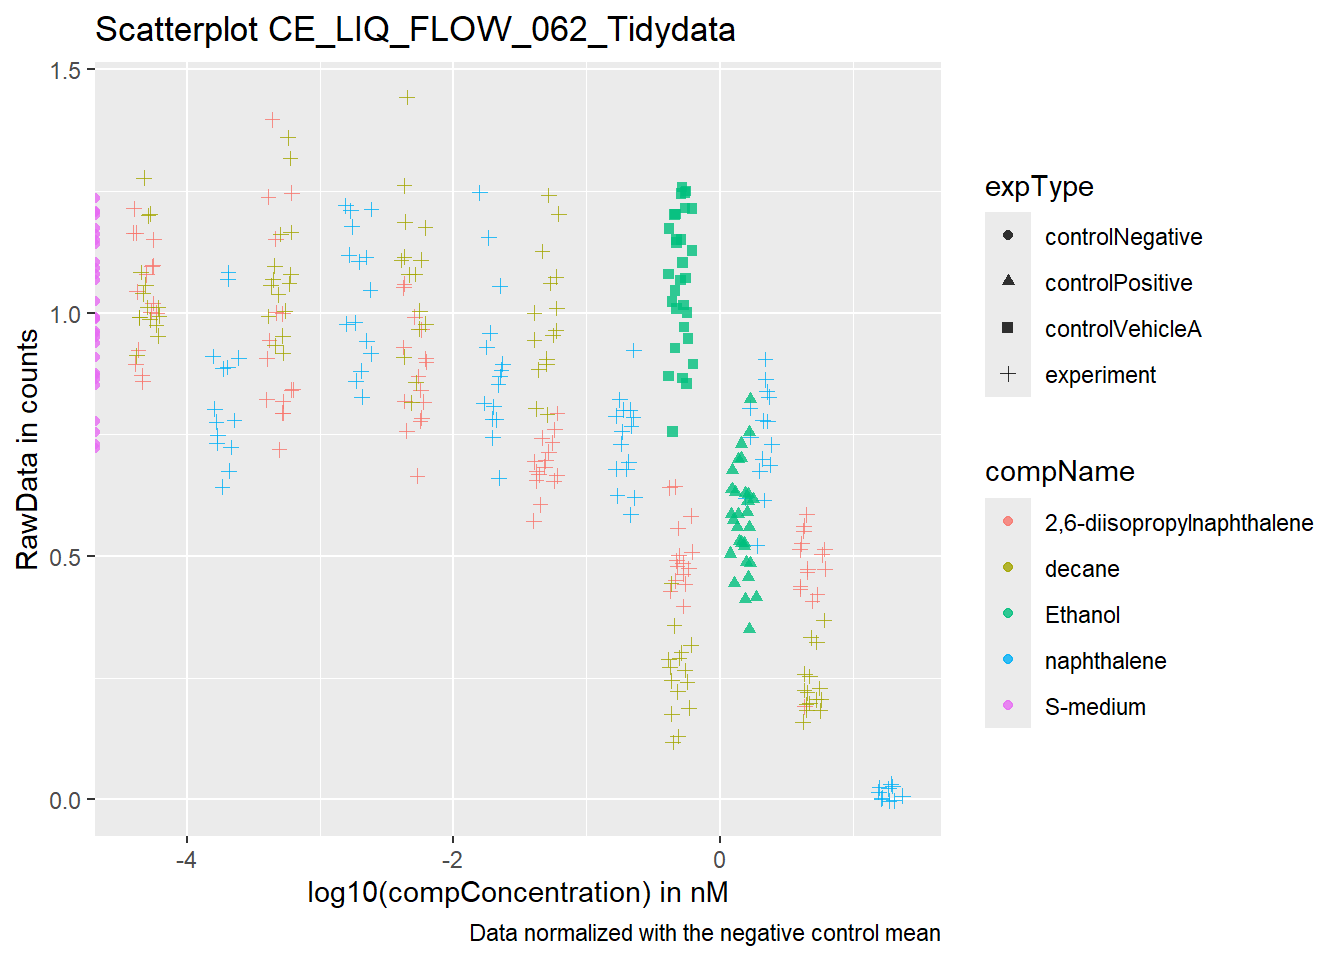 Scatterplot CE_LIQ_FLOW_062_Tidydata
RawData in counts
1.5
1.0
0.5
0.0
-4
-2
0
log10(compConcentration) in nM
Data normalized with the negative control mean
expType
controlNegative
controlPositive
controlVehicleA
experiment
compName
2,6-diisopropylnaphthalene
decane
Ethanol
naphthalene
S-medium